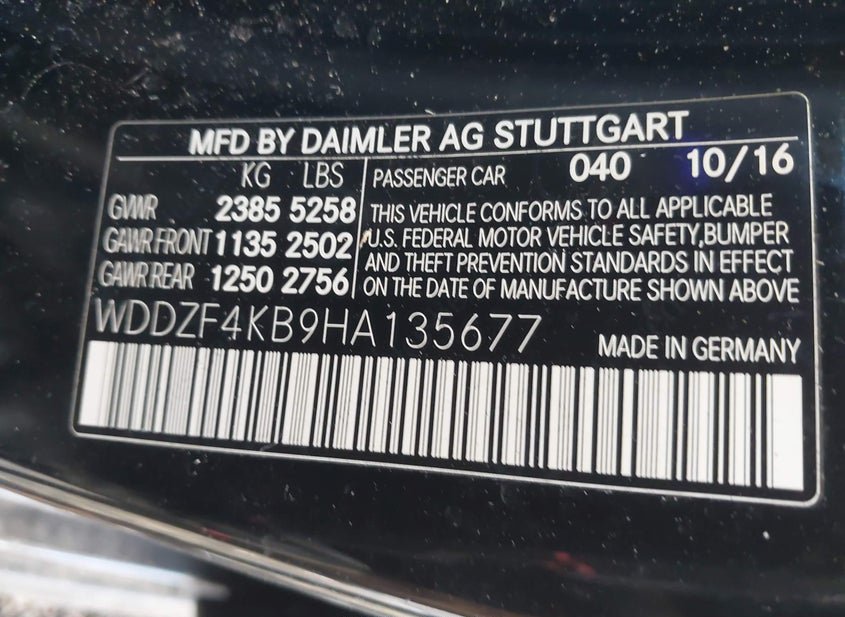 MFD BY DAIMLER AG STUTTGART
KG LBS
GVWR 2385 5258
GAWR FRONT 1135 2502
GAWR REAR 1250 2756
PASSENGER CAR 040 10/16
THIS VEHICLE CONFORMS TO ALL APPLICABLE
U.S. FEDERAL MOTOR VEHICLE SAFETY,BUMPER
AND THEFT PREVENTION STANDARDS IN EFFECT
ON THE DATE OF MANUFACTURE SHOWN ABOVE
WDDZF4KB9HA135677
MADE IN GERMANY